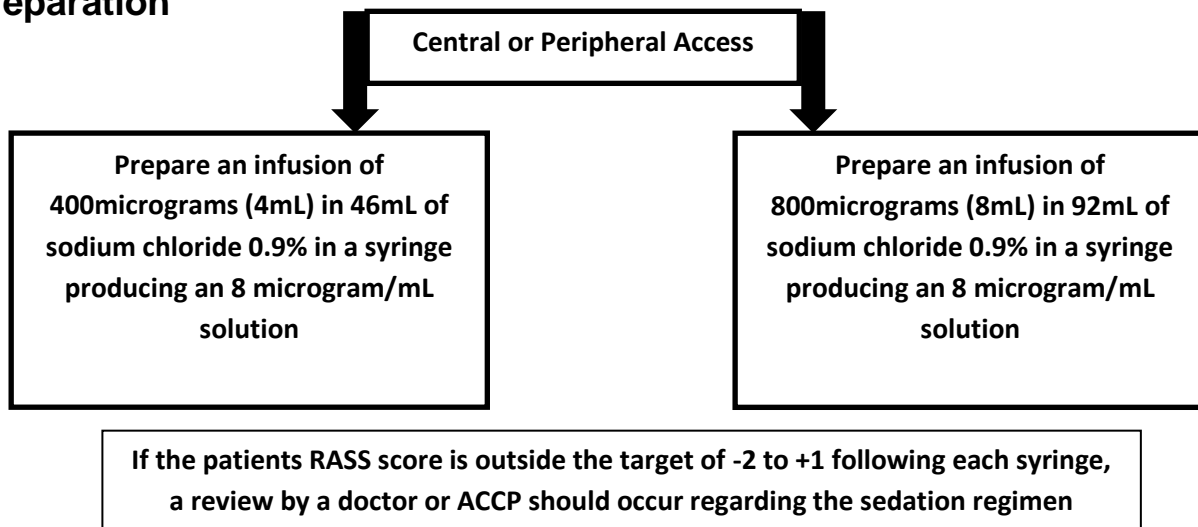 eparation
Central or Peripheral Access
Prepare an infusion of
400micrograms (4mL) in 46mL of
sodium chloride 0.9% in a syringe
producing an 8 microgram/mL
solution
Prepare an infusion of
800micrograms (8mL) in 92mL of
sodium chloride 0.9% in a syringe
producing an 8 microgram/mL
solution
If the patients RASS score is outside the target of -2 to +1 following each syringe,
a review by a doctor or ACCP should occur regarding the sedation regimen